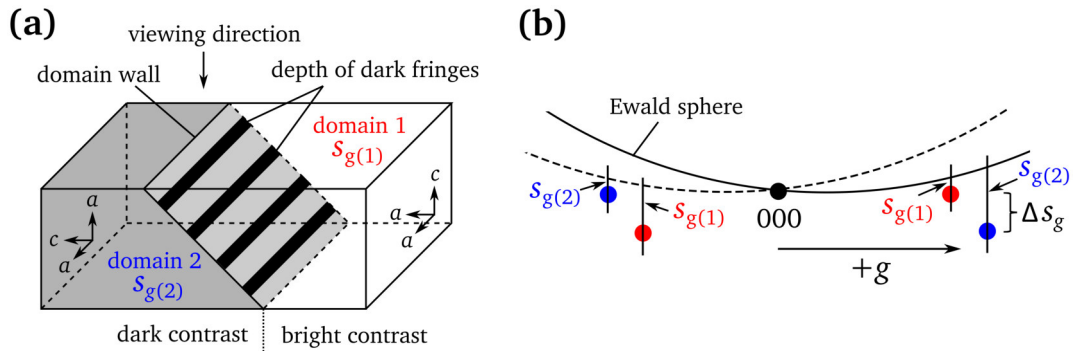 (a)
viewing direction
domain wall
depth of dark fringes
domain 1
s_g(1)
c
a
a
a
c
a
domain 2
s_g(2)
dark contrast
bright contrast
(b)
Ewald sphere
s_g(2)
s_g(1)
000
s_g(1)
s_g(2)
Δs_g
+g